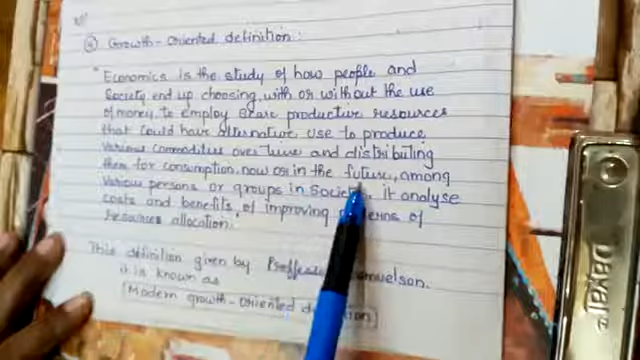 ④ Growth-Oriented definition:
"Economics is the study of how people and
Society end up choosing, with or without the use
of money, to employ scare productive resources
that could have alternative use to produce
various commodities over time and distributing
them for consumption, now or in the future, among
various persons or groups in Society. it analyse
costs and benefits of improving of
resources allocation.
This definition given by
it is known as
Modern growth-oriented
Dayal